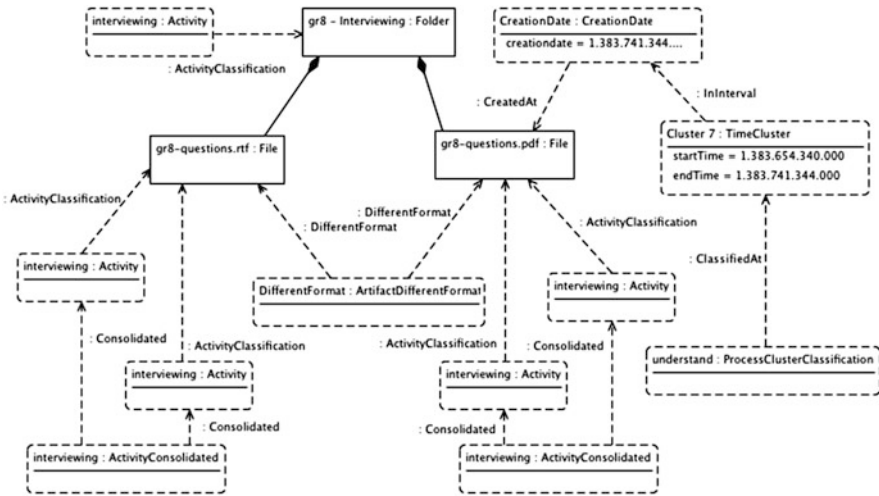 interviewing : Activity
gr8 - Interviewing : Folder
CreationDate : CreationDate
creationdate = 1.383.741.344....
: ActivityClassification
: CreatedAt
: InInterval
gr8-questions.rtf : File
gr8-questions.pdf : File
Cluster 7 : TimeCluster
startTime = 1.383.654.340.000
endTime = 1.383.741.344.000
: ActivityClassification
: DifferentFormat
: DifferentFormat
: ActivityClassification
: ClassifiedAt
interviewing : Activity
DifferentFormat : ArtifactDifferentFormat
interviewing : Activity
: Consolidated
: ActivityClassification
: ActivityClassification
: Consolidated
interviewing : Activity
interviewing : Activity
understand : ProcessClusterClassification
: Consolidated
: Consolidated
interviewing : ActivityConsolidated
interviewing : ActivityConsolidated